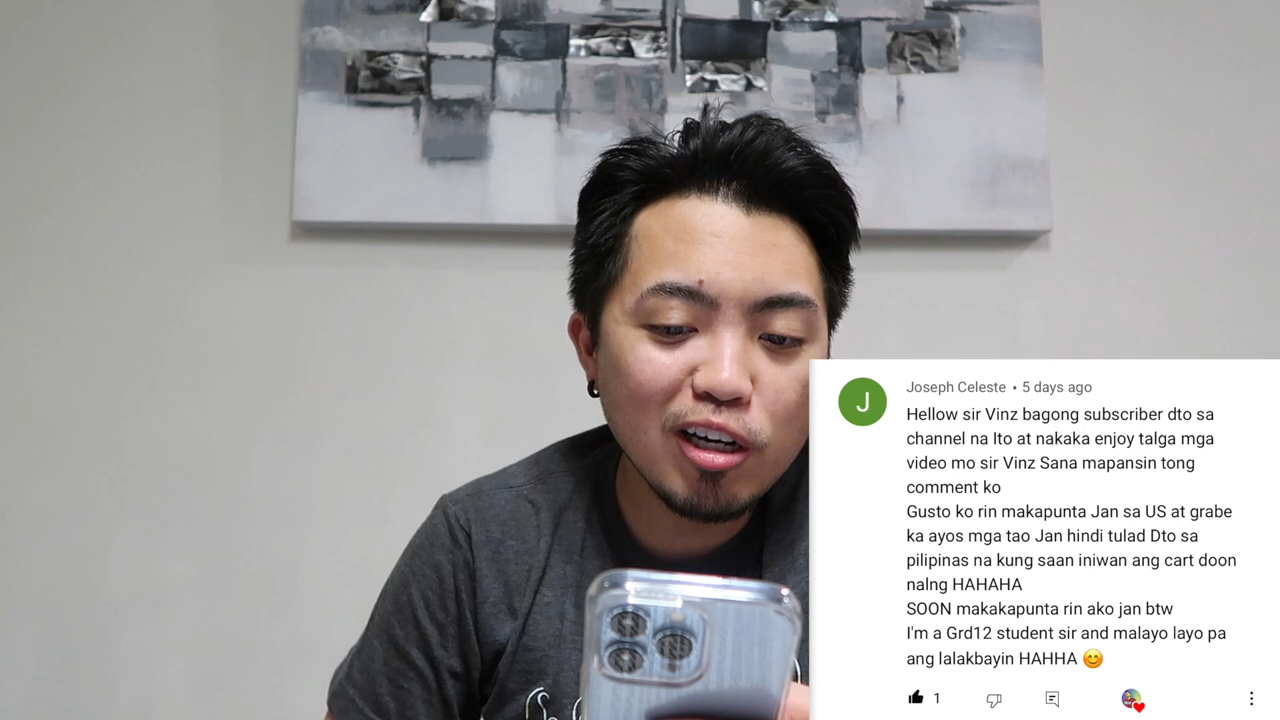 J
Joseph Celeste • 5 days ago
Hellow sir Vinz bagong subscriber dto sa
channel na Ito at nakaka enjoy talga mga
video mo sir Vinz Sana mapansin tong
comment ko
Gusto ko rin makapunta Jan sa US at grabe
ka ayos mga tao Jan hindi tulad Dto sa
pilipinas na kung saan iniwan ang cart doon
nalng HAHAHA
SOON makakapunta rin ako jan btw
I'm a Grd12 student sir and malayo layo pa
ang lalakbayin HAHHA 😊
1